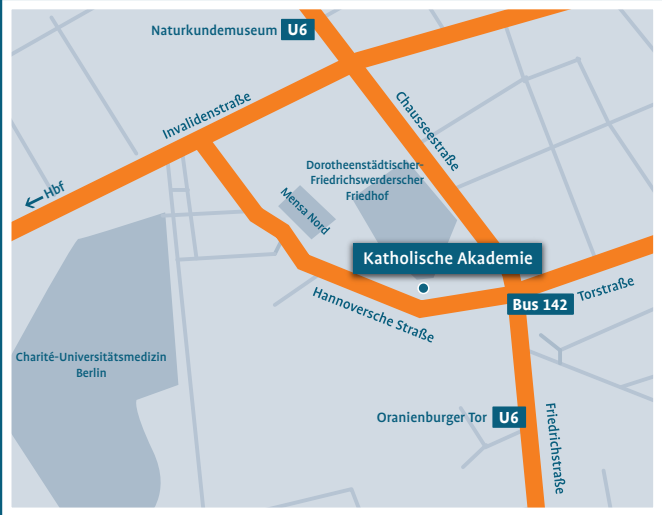 Naturkundemuseum U6
Invalidenstraße
Chausseestraße
← Hbf
Dorotheenstädtischer-
Friedrichswerderscher
Friedhof
Mensa Nord
Katholische Akademie
Hannoversche Straße
Bus 142
Torstraße
Charité-Universitätsmedizin
Berlin
Oranienburger Tor U6
Friedrichstraße